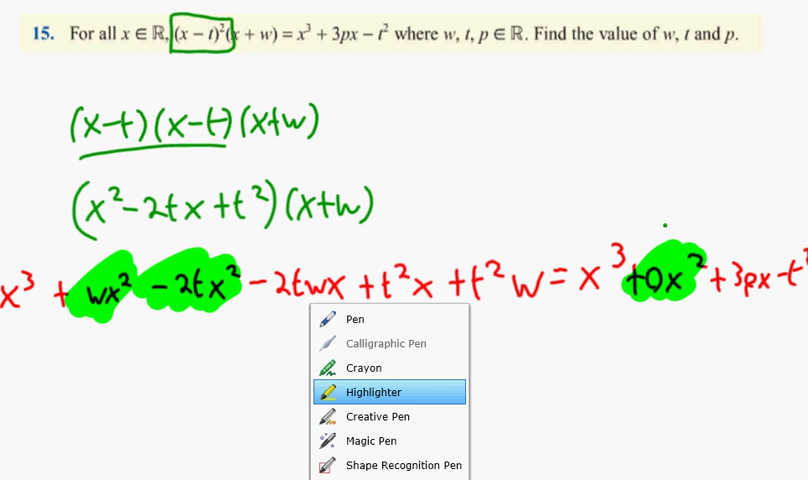 15. For all x ∈ ℝ, (x − t)²(x + w) = x³ + 3px − t² where w, t, p ∈ ℝ. Find the value of w, t and p.
(x-t)(x-t)(x+w)
(x²-2tx+t²)(x+w)
x³ + wx² - 2tx² - 2twx + t²x + t²w = x³ + 0x² + 3px - t²
Pen
Calligraphic Pen
Crayon
Highlighter
Creative Pen
Magic Pen
Shape Recognition Pen